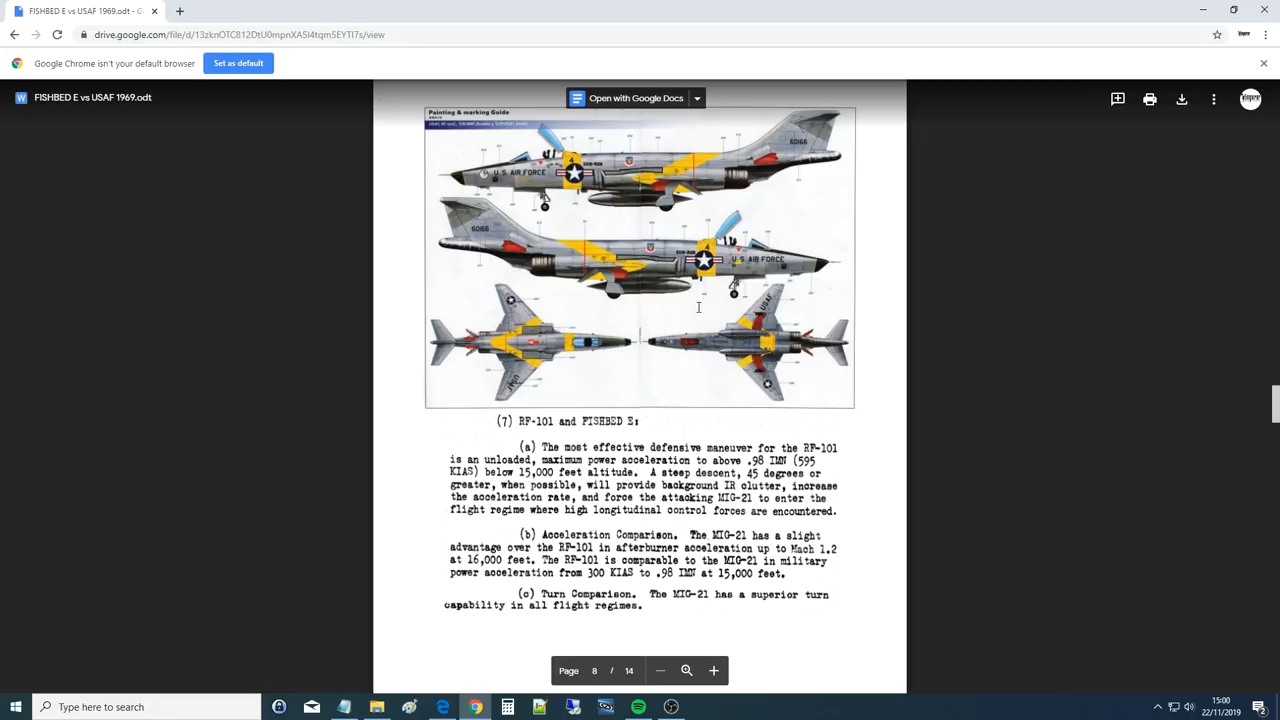 FISHBED E vs USAF 1969.odt - G
drive.google.com/file/d/13zknOTC812DtU0mpnXA5l4tqm5EYTI7s/view
Google Chrome isn't your default browser
Set as default
FISHBED E vs USAF 1969.odt
Open with Google Docs
Painting & marking Guide
60166
U.S. AIR FORCE
4
60166
4
U.S. AIR FORCE
USAF
USAF
(7) RF-101 and FISHBED E:
(a) The most effective defensive maneuver for the RF-101
is an unloaded, maximum power acceleration to above .98 IMN (595
KIAS) below 15,000 feet altitude. A steep descent, 45 degrees or
greater, when possible, will provide background IR clutter, increase
the acceleration rate, and force the attacking MIG-21 to enter the
flight regime where high longitudinal control forces are encountered.
(b) Acceleration Comparison. The MIG-21 has a slight
advantage over the RF-101 in afterburner acceleration up to Mach 1.2
at 16,000 feet. The RF-101 is comparable to the MIG-21 in military
power acceleration from 300 KIAS to .98 IMN at 15,000 feet.
(c) Turn Comparison. The MIG-21 has a superior turn
capability in all flight regimes.
Page 8 / 14
Type here to search
15:00
22/11/2019
2